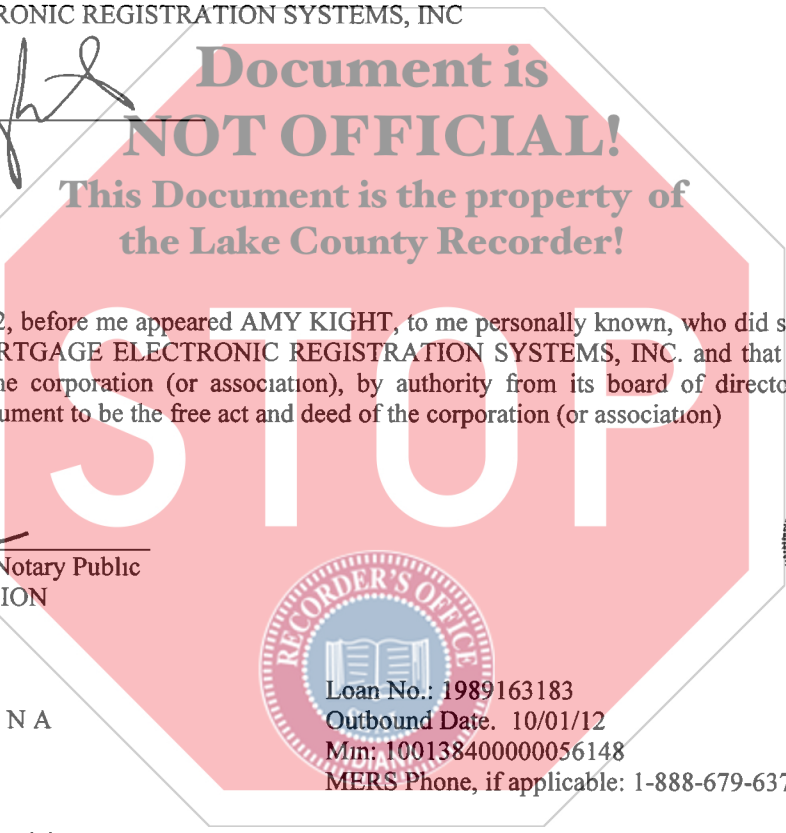 RONIC REGISTRATION SYSTEMS, INC
Document is
NOT OFFICIAL!
This Document is the property of
the Lake County Recorder!
2, before me appeared AMY KIGHT, to me personally known, who did s
RTGAGE ELECTRONIC REGISTRATION SYSTEMS, INC. and that
ne corporation (or association), by authority from its board of directo
ument to be the free act and deed of the corporation (or association)
STOP
Notary Public
ION
RECORDER'S OFFICE
Loan No.: 1989163183
N A
Outbound Date. 10/01/12
Min: 100138400000056148
MERS Phone, if applicable: 1-888-679-637